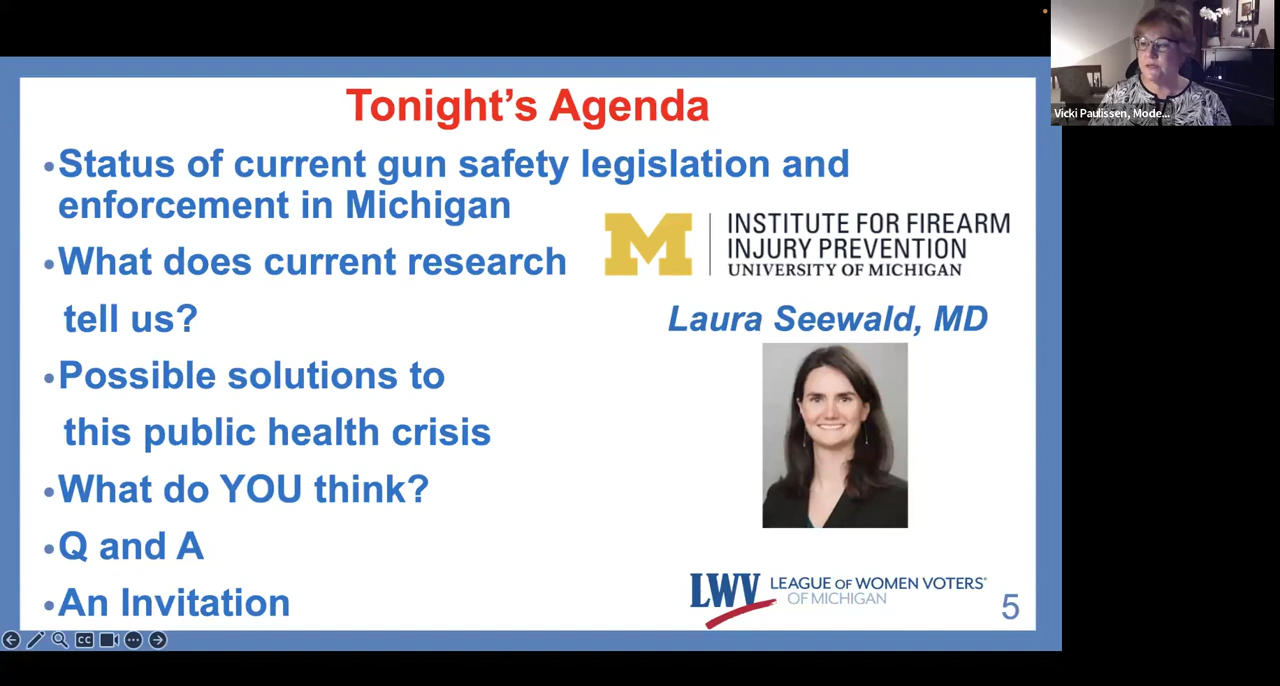 Tonight's Agenda
•Status of current gun safety legislation and
enforcement in Michigan
•What does current research
tell us?
•Possible solutions to
this public health crisis
•What do YOU think?
•Q and A
•An Invitation
M
INSTITUTE FOR FIREARM
INJURY PREVENTION
UNIVERSITY OF MICHIGAN
Laura Seewald, MD
LWV
LEAGUE OF WOMEN VOTERS®
OF MICHIGAN
5
CC
Vicki Paulissen, Mode...